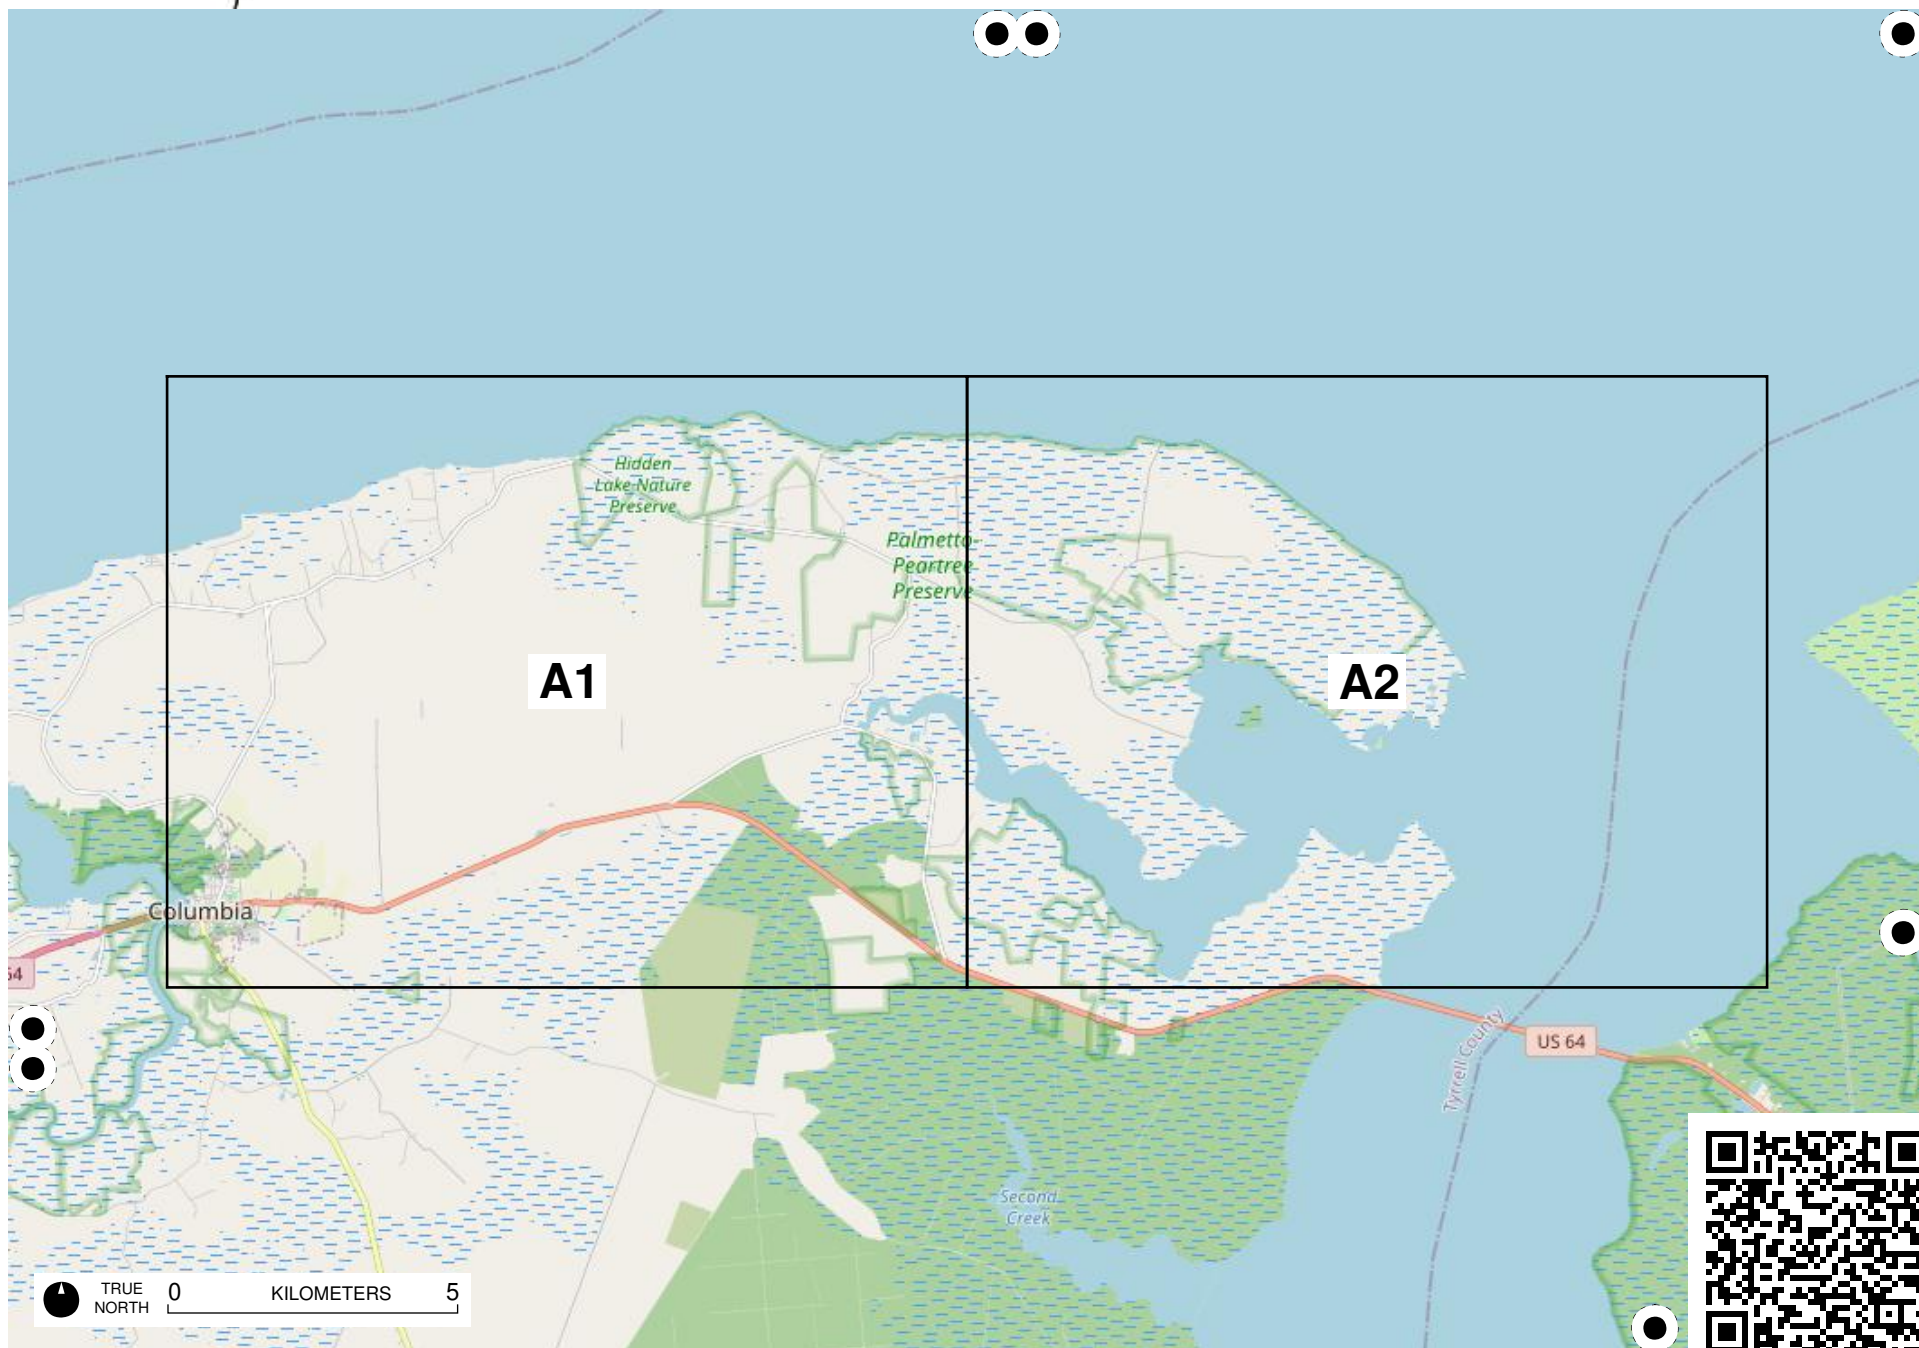 Hidden
Lake Nature
Preserve
Palmetto-
Peartree
Preserve
A1
A2
Columbia
64
US 64
Tyrrell County
Second
Creek
TRUE
NORTH
0 KILOMETERS 5